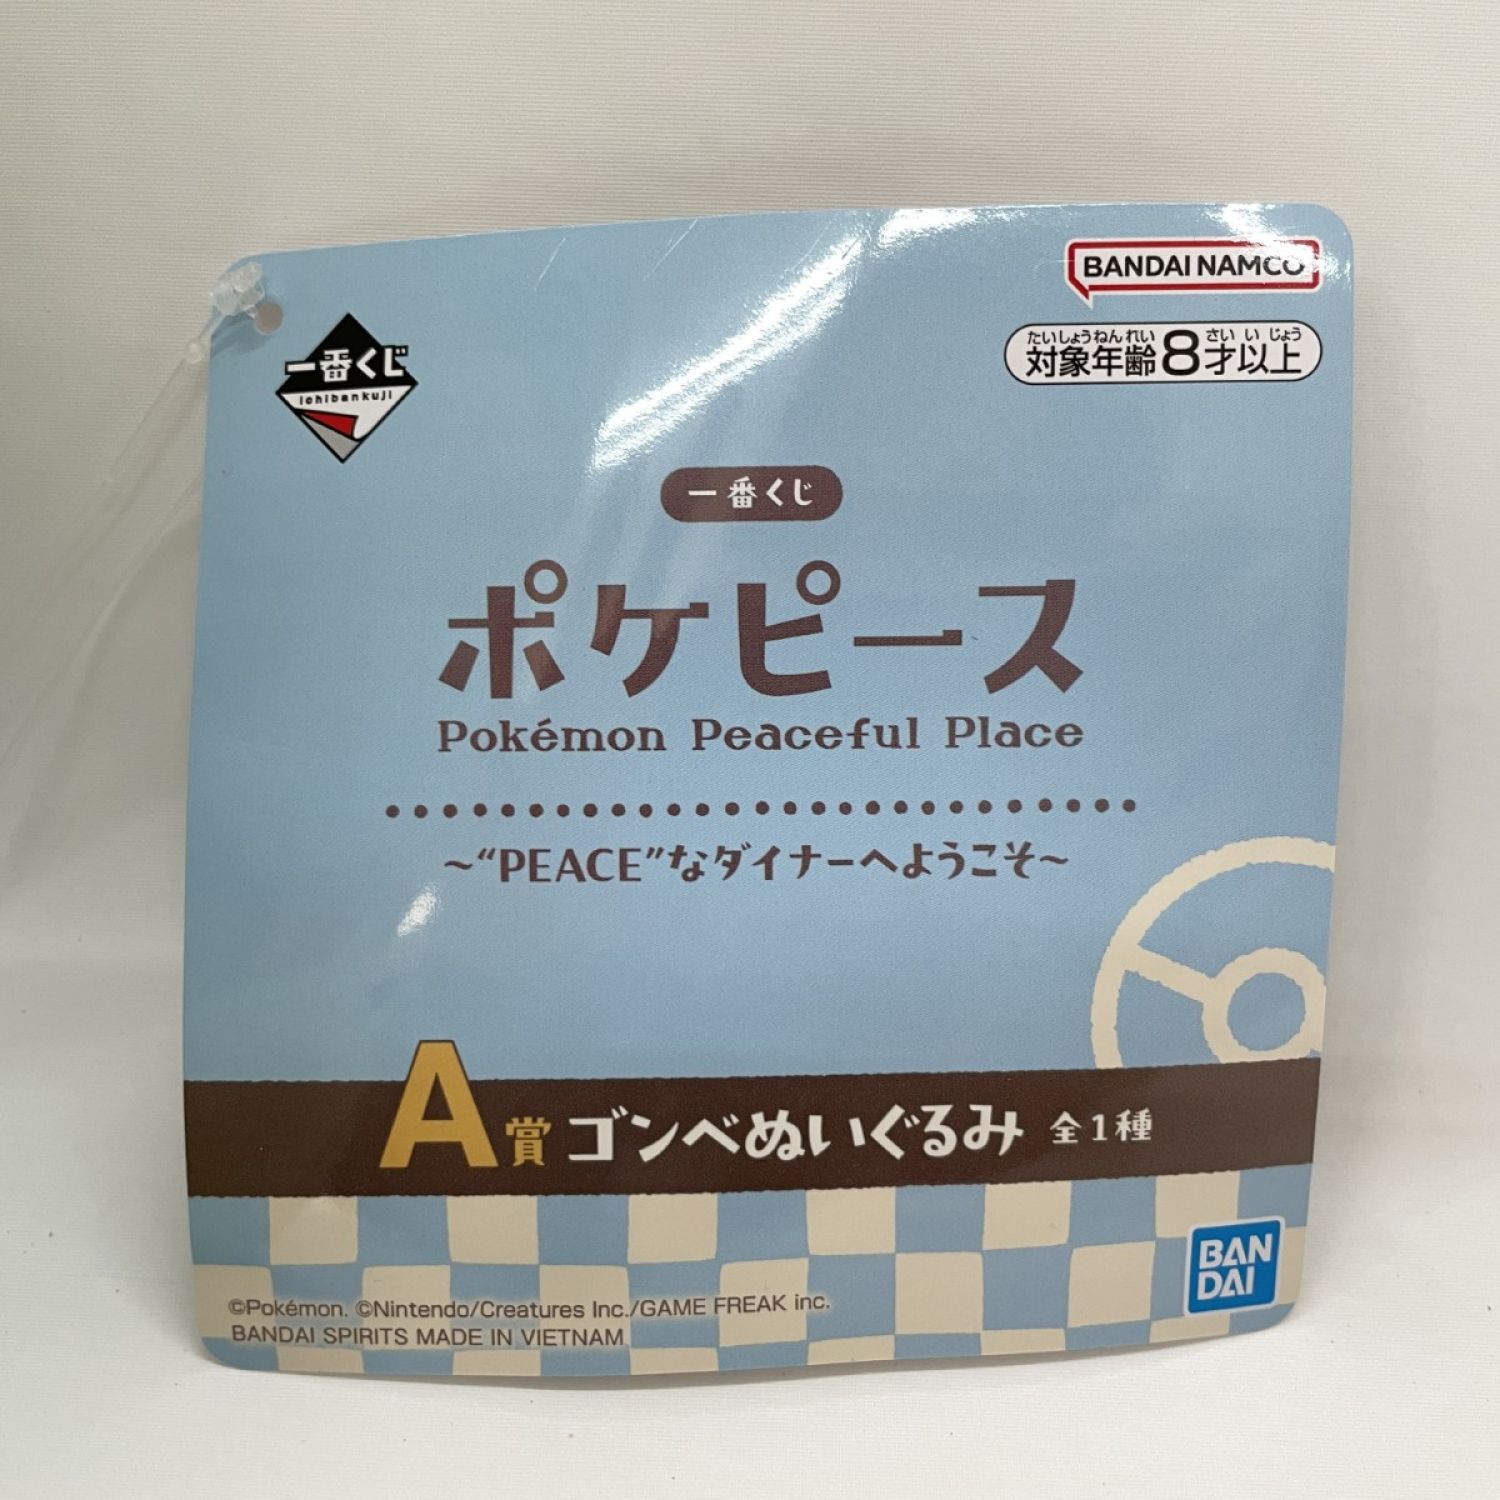 BANDAI NAMCO
一番くじ
ichibankuji
たいしょうねんれい さい い じょう
対象年齢8才以上
一番くじ
ポケピース
Pokémon Peaceful Place
～“PEACE”なダイナーへようこそ～
A賞 ゴンベぬいぐるみ 全1種
BAN
DAI
©Pokémon. ©Nintendo/Creatures Inc./GAME FREAK inc.
BANDAI SPIRITS MADE IN VIETNAM